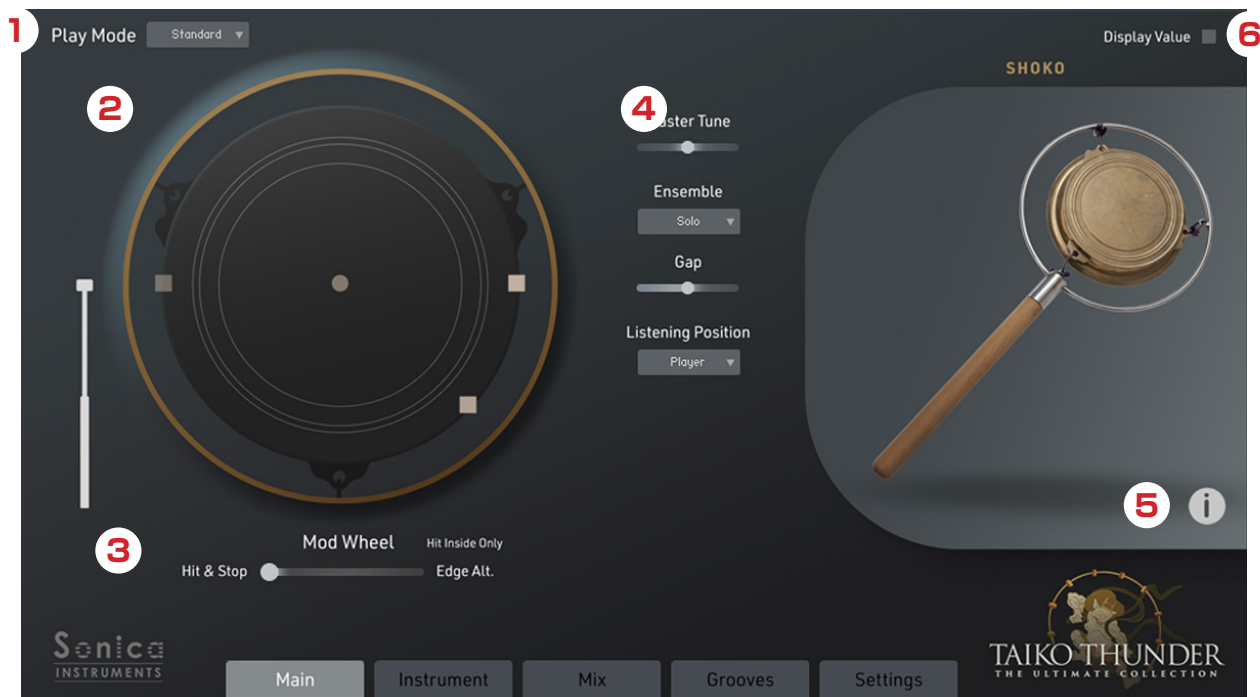 1
Play Mode
Standard
Display Value
6
SHOKO
2
4
aster Tune
Ensemble
Solo
Gap
Listening Position
Player
5
i
3
Mod Wheel
Hit Inside Only
Hit & Stop
Edge Alt.
Sonica
INSTRUMENTS
TAIKO THUNDER
THE ULTIMATE COLLECTION
Main
Instrument
Mix
Grooves
Settings